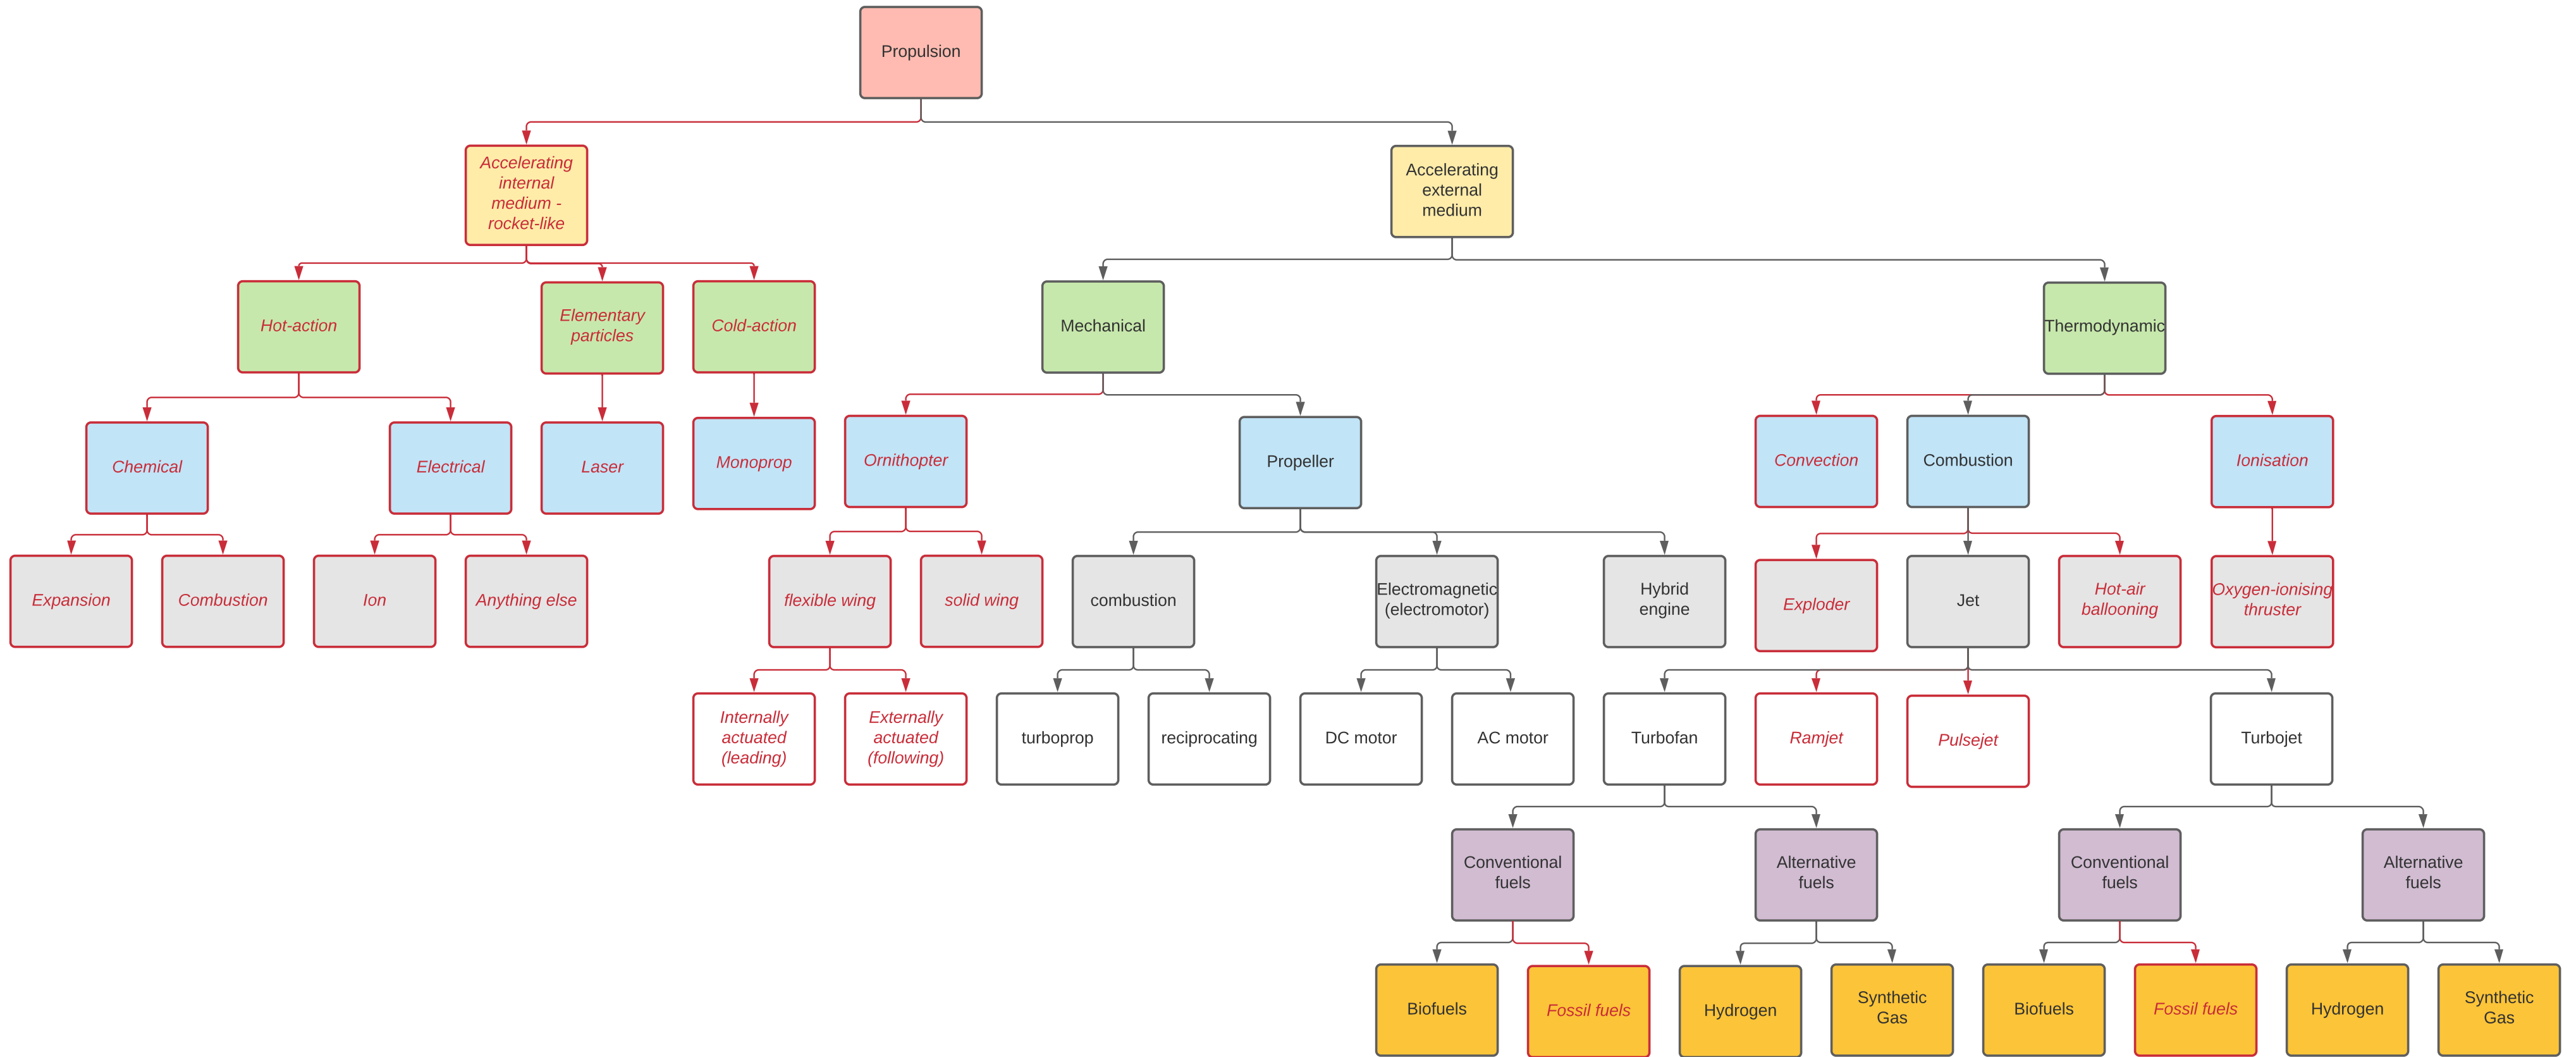 Propulsion
Accelerating
internal
medium -
rocket-like
Accelerating
external
medium
Hot-action
Elementary
particles
Cold-action
Mechanical
Thermodynamic
Chemical
Electrical
Laser
Monoprop
Ornithopter
Propeller
Convection
Combustion
Ionisation
Expansion
Combustion
Ion
Anything else
flexible wing
solid wing
combustion
Electromagnetic
(electromotor)
Hybrid
engine
Exploder
Jet
Hot-air
ballooning
Oxygen-ionising
thruster
Internally
actuated
(leading)
Externally
actuated
(following)
turboprop
reciprocating
DC motor
AC motor
Turbofan
Ramjet
Pulsejet
Turbojet
Conventional
fuels
Alternative
fuels
Conventional
fuels
Alternative
fuels
Biofuels
Fossil fuels
Hydrogen
Synthetic
Gas
Biofuels
Fossil fuels
Hydrogen
Synthetic
Gas